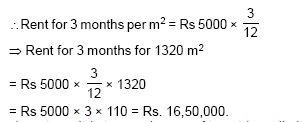 ∴Rent for 3 months per m² = Rs 5000 × 3/12
⇒ Rent for 3 months for 1320 m²
= Rs 5000 × 3/12 × 1320
= Rs 5000 × 3 × 110 = Rs. 16,50,000.